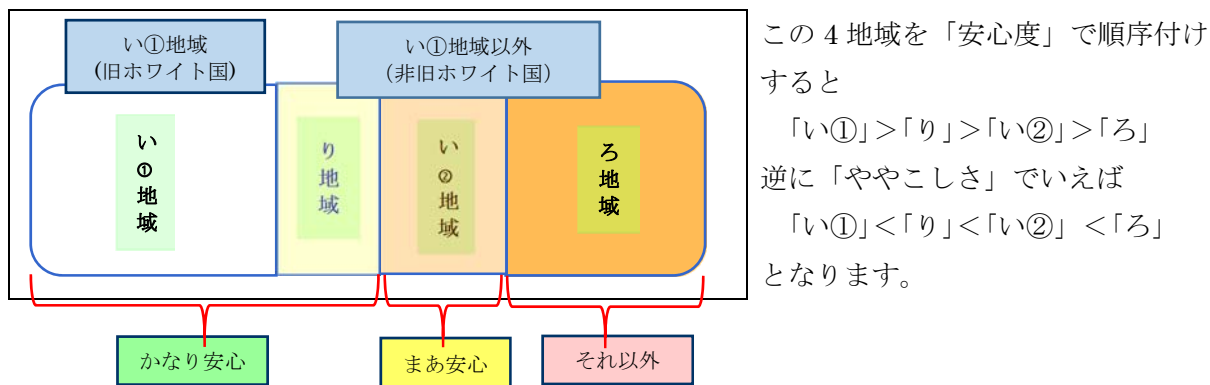 い①地域
(旧ホワイト国)
い①地域以外
（非旧ホワイト国）
い①地域
り地域
い②地域
ろ地域
かなり安心
まあ安心
それ以外
この 4 地域を「安心度」で順序付け
すると
「い①」＞「り」＞「い②」＞「ろ」
逆に「ややこしさ」でいえば
「い①」＜「り」＜「い②」＜「ろ」
となります。